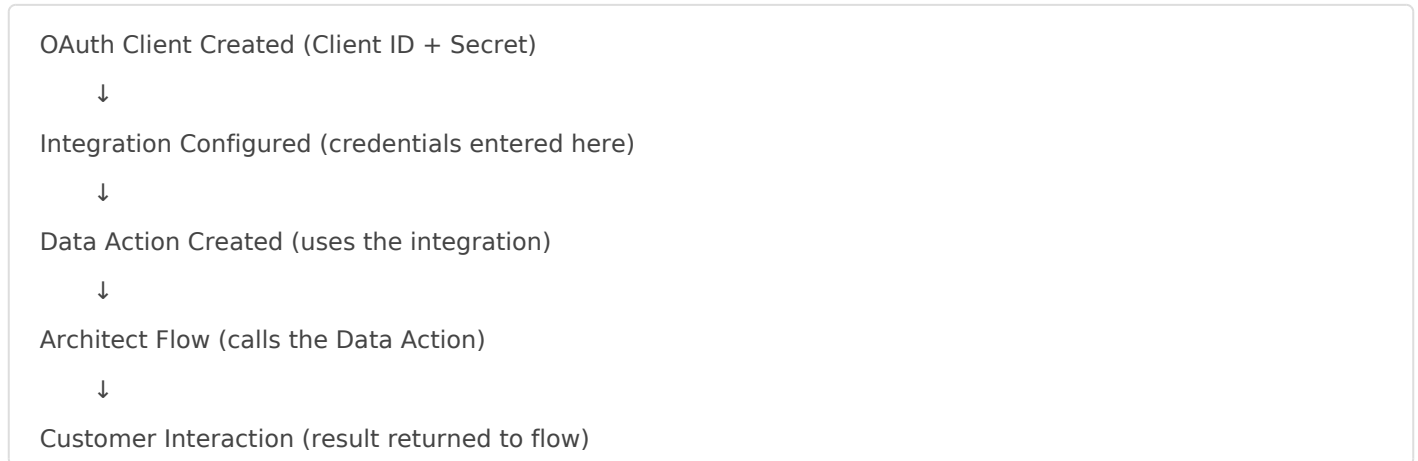 OAuth Client Created (Client ID + Secret)
↓
Integration Configured (credentials entered here)
↓
Data Action Created (uses the integration)
↓
Architect Flow (calls the Data Action)
↓
Customer Interaction (result returned to flow)